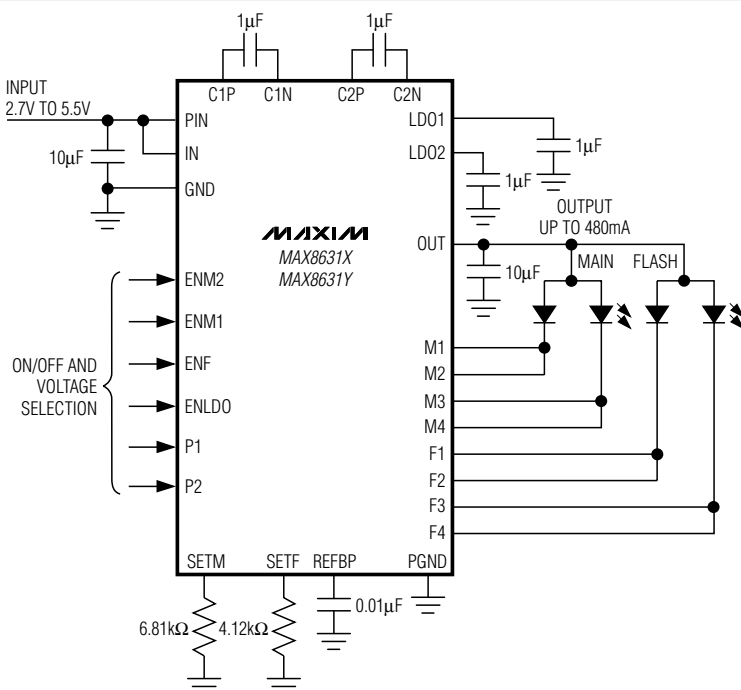 1μF 1μF
C1P C1N C2P C2N
INPUT
2.7V TO 5.5V
PIN
LDO1
10μF
IN
LDO2
1μF
GND
1μF
MAXIM
MAX8631X
MAX8631Y
OUTPUT
UP TO 480mA
OUT
10μF
MAIN FLASH
ENM2
ENM1
ENF
ENLDO
P1
P2
ON/OFF AND
VOLTAGE
SELECTION
M1
M2
M3
M4
F1
F2
F3
F4
SETM SETF REFBP PGND
6.81kΩ 4.12kΩ 0.01μF